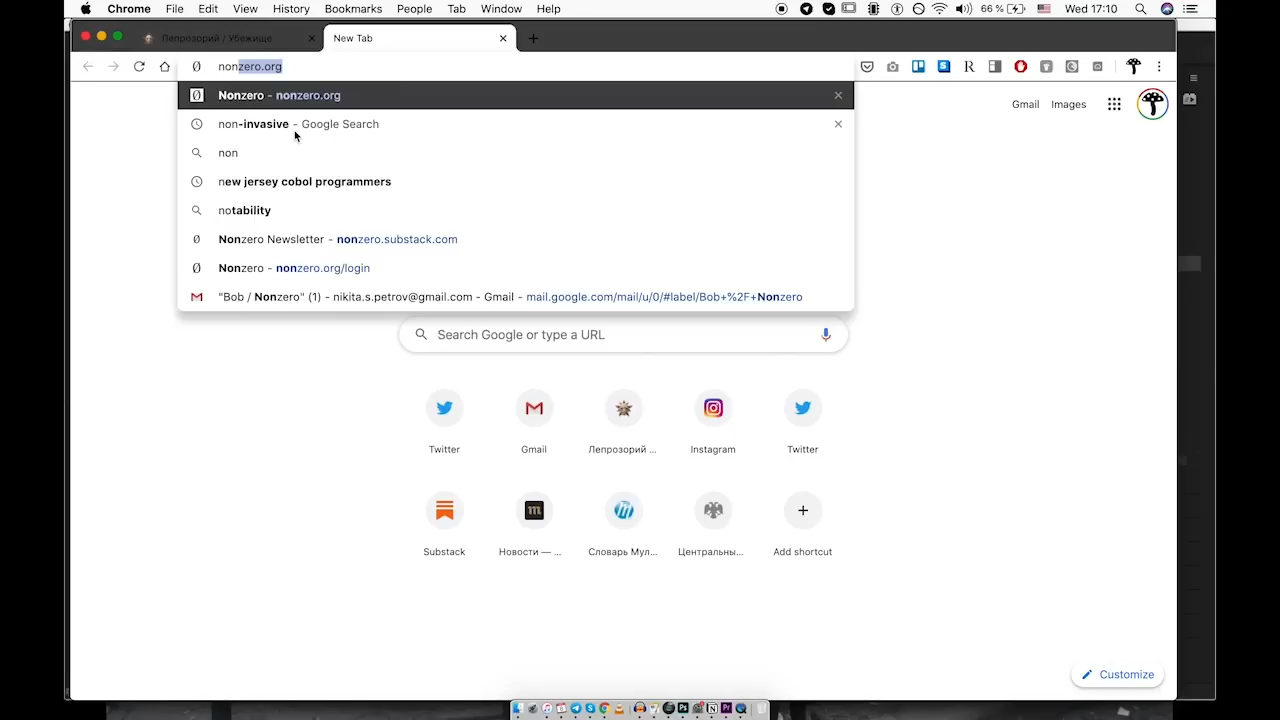 Chrome File Edit View History Bookmarks People Tab Window Help 66 % Wed 17:10
Лепрозорий / Убежище New Tab
nonzero.org
Nonzero - nonzero.org
non-invasive - Google Search
non
new jersey cobol programmers
notability
Nonzero Newsletter - nonzero.substack.com
Nonzero - nonzero.org/login
"Bob / Nonzero" (1) - nikita.s.petrov@gmail.com - Gmail - mail.google.com/mail/u/0/#label/Bob+%2F+Nonzero
Gmail Images
Search Google or type a URL
Twitter Gmail Лепрозорий ... Instagram Twitter
Substack Новости — ... Словарь Мул... Центральны... Add shortcut
Customize